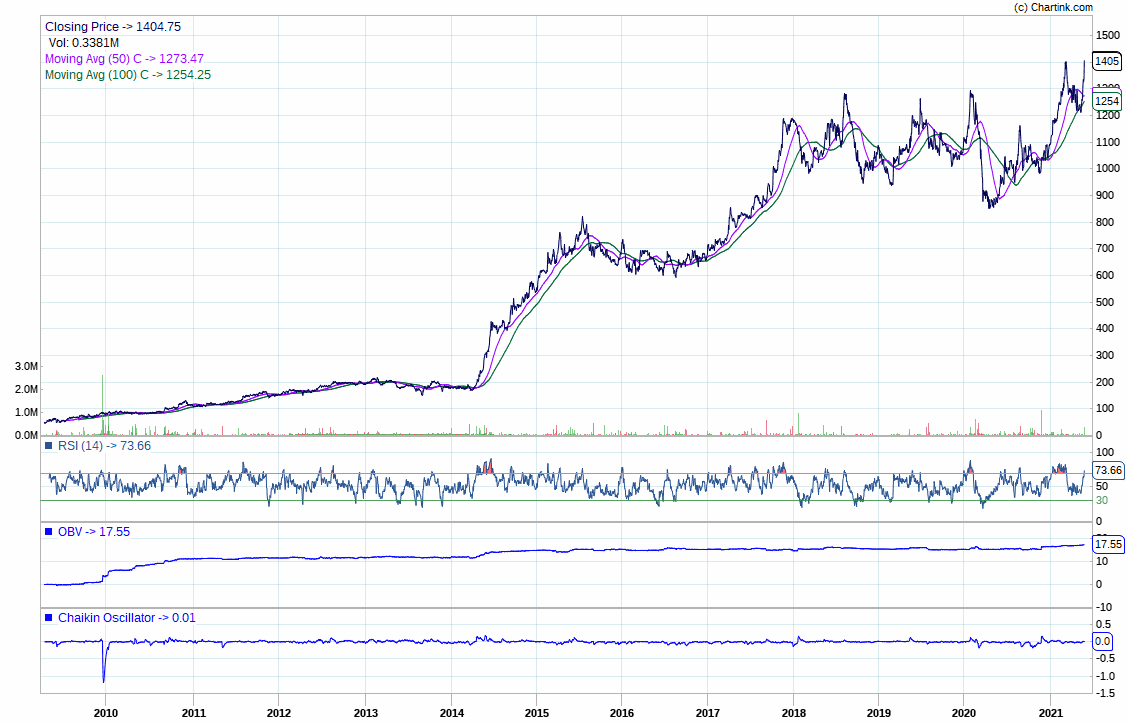 (c) Chartink.com
Closing Price -> 1404.75
Vol: 0.3381M
Moving Avg (50) C -> 1273.47
Moving Avg (100) C -> 1254.25
1500
1405
1254
1200
1100
1000
900
800
700
600
500
400
300
200
100
0
3.0M
2.0M
1.0M
0.0M
RSI (14) -> 73.66
100
73.66
50
30
0
OBV -> 17.55
17.55
10
0
-10
Chaikin Oscillator -> 0.01
0.5
0.0
-0.5
-1.0
-1.5
2010 2011 2012 2013 2014 2015 2016 2017 2018 2019 2020 2021